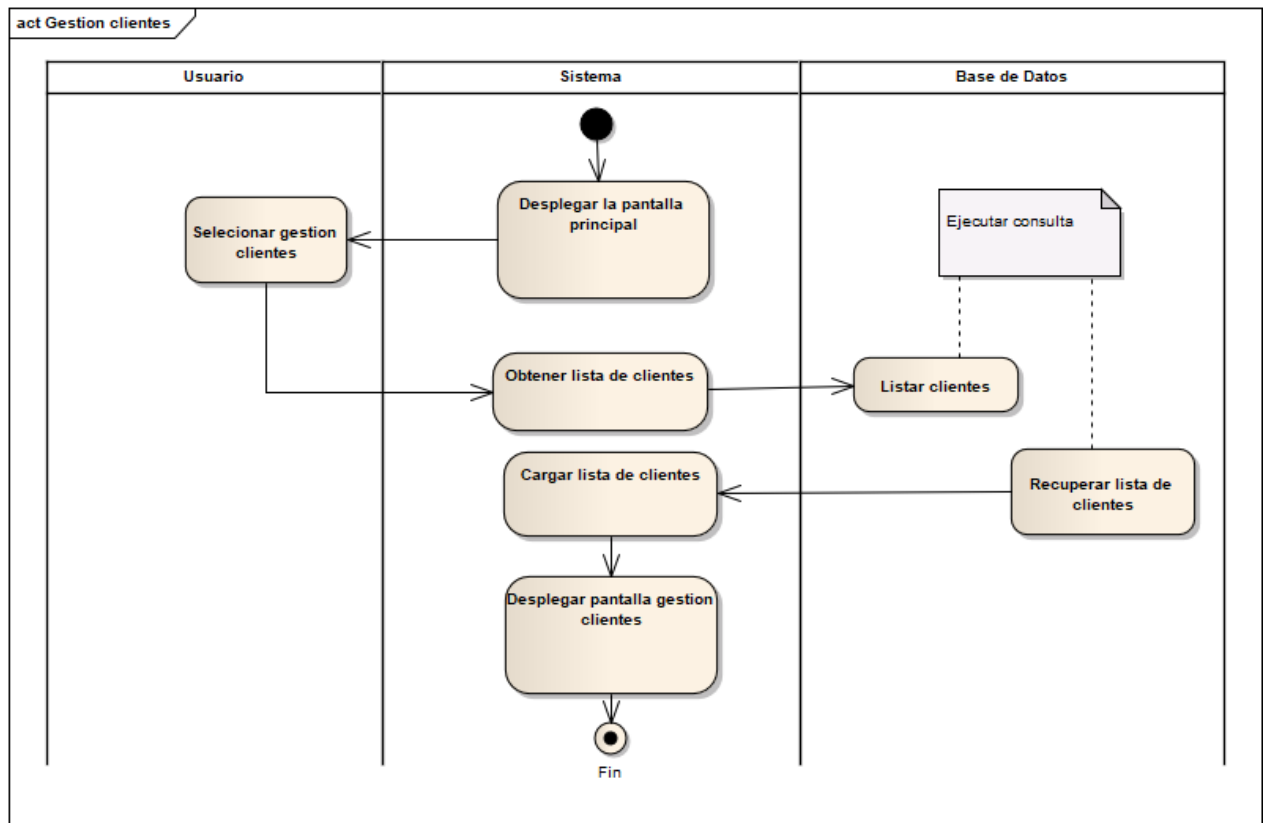 act Gestion clientes
Usuario
Sistema
Base de Datos
Desplegar la pantalla
principal
Selecionar gestion
clientes
Ejecutar consulta
Obtener lista de clientes
Listar clientes
Cargar lista de clientes
Recuperar lista de
clientes
Desplegar pantalla gestion
clientes
Fin